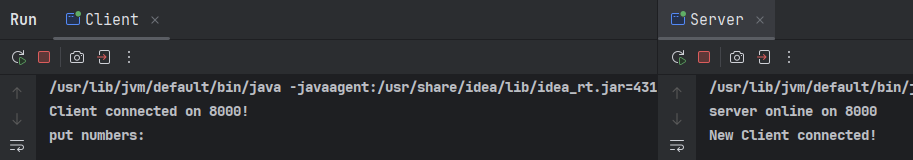 Run Client Server
/usr/lib/jvm/default/bin/java -javaagent:/usr/share/idea/lib/idea_rt.jar=431
Client connected on 8000!
put numbers:
/usr/lib/jvm/default/bin/j
server online on 8000
New Client connected!